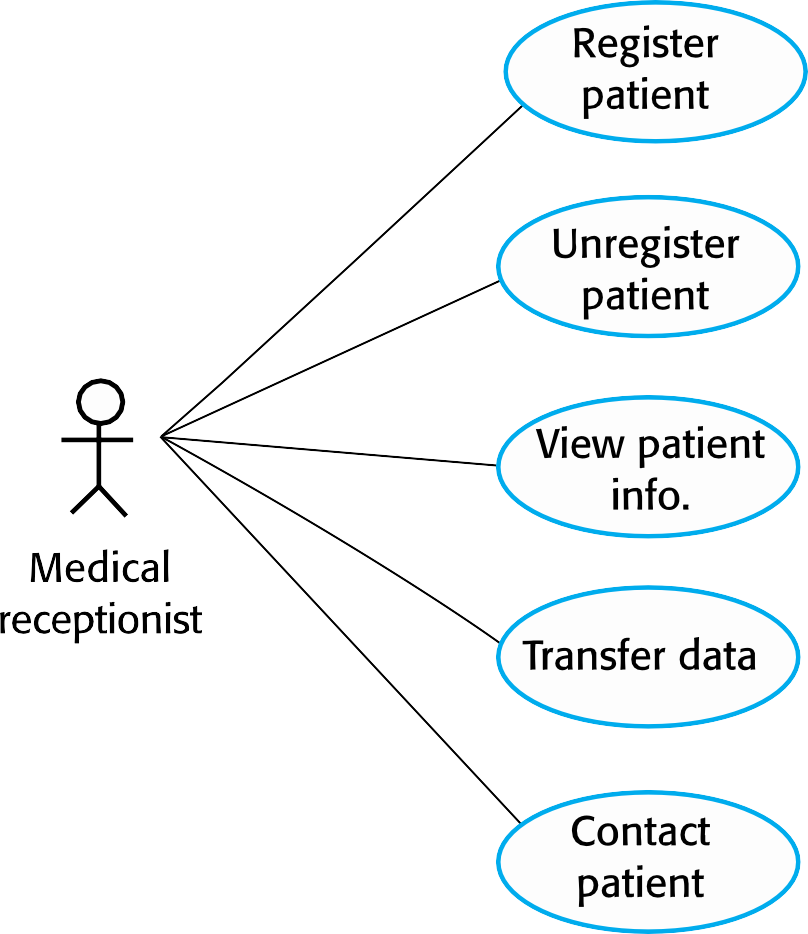 Register
patient
Unregister
patient
View patient
info.
Medical
receptionist
Transfer data
Contact
patient